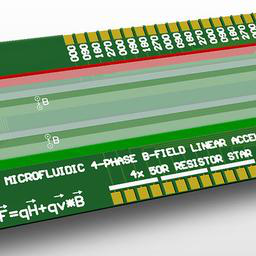 000 090 180 270 000 090 180 270 000 090 180 270 000 090 180 270
B
B
MICROFLUIDIC 4-PHASE B-FIELD LINEAR ACCE
4x 50R RESISTOR STAR
F=qH+qv*B